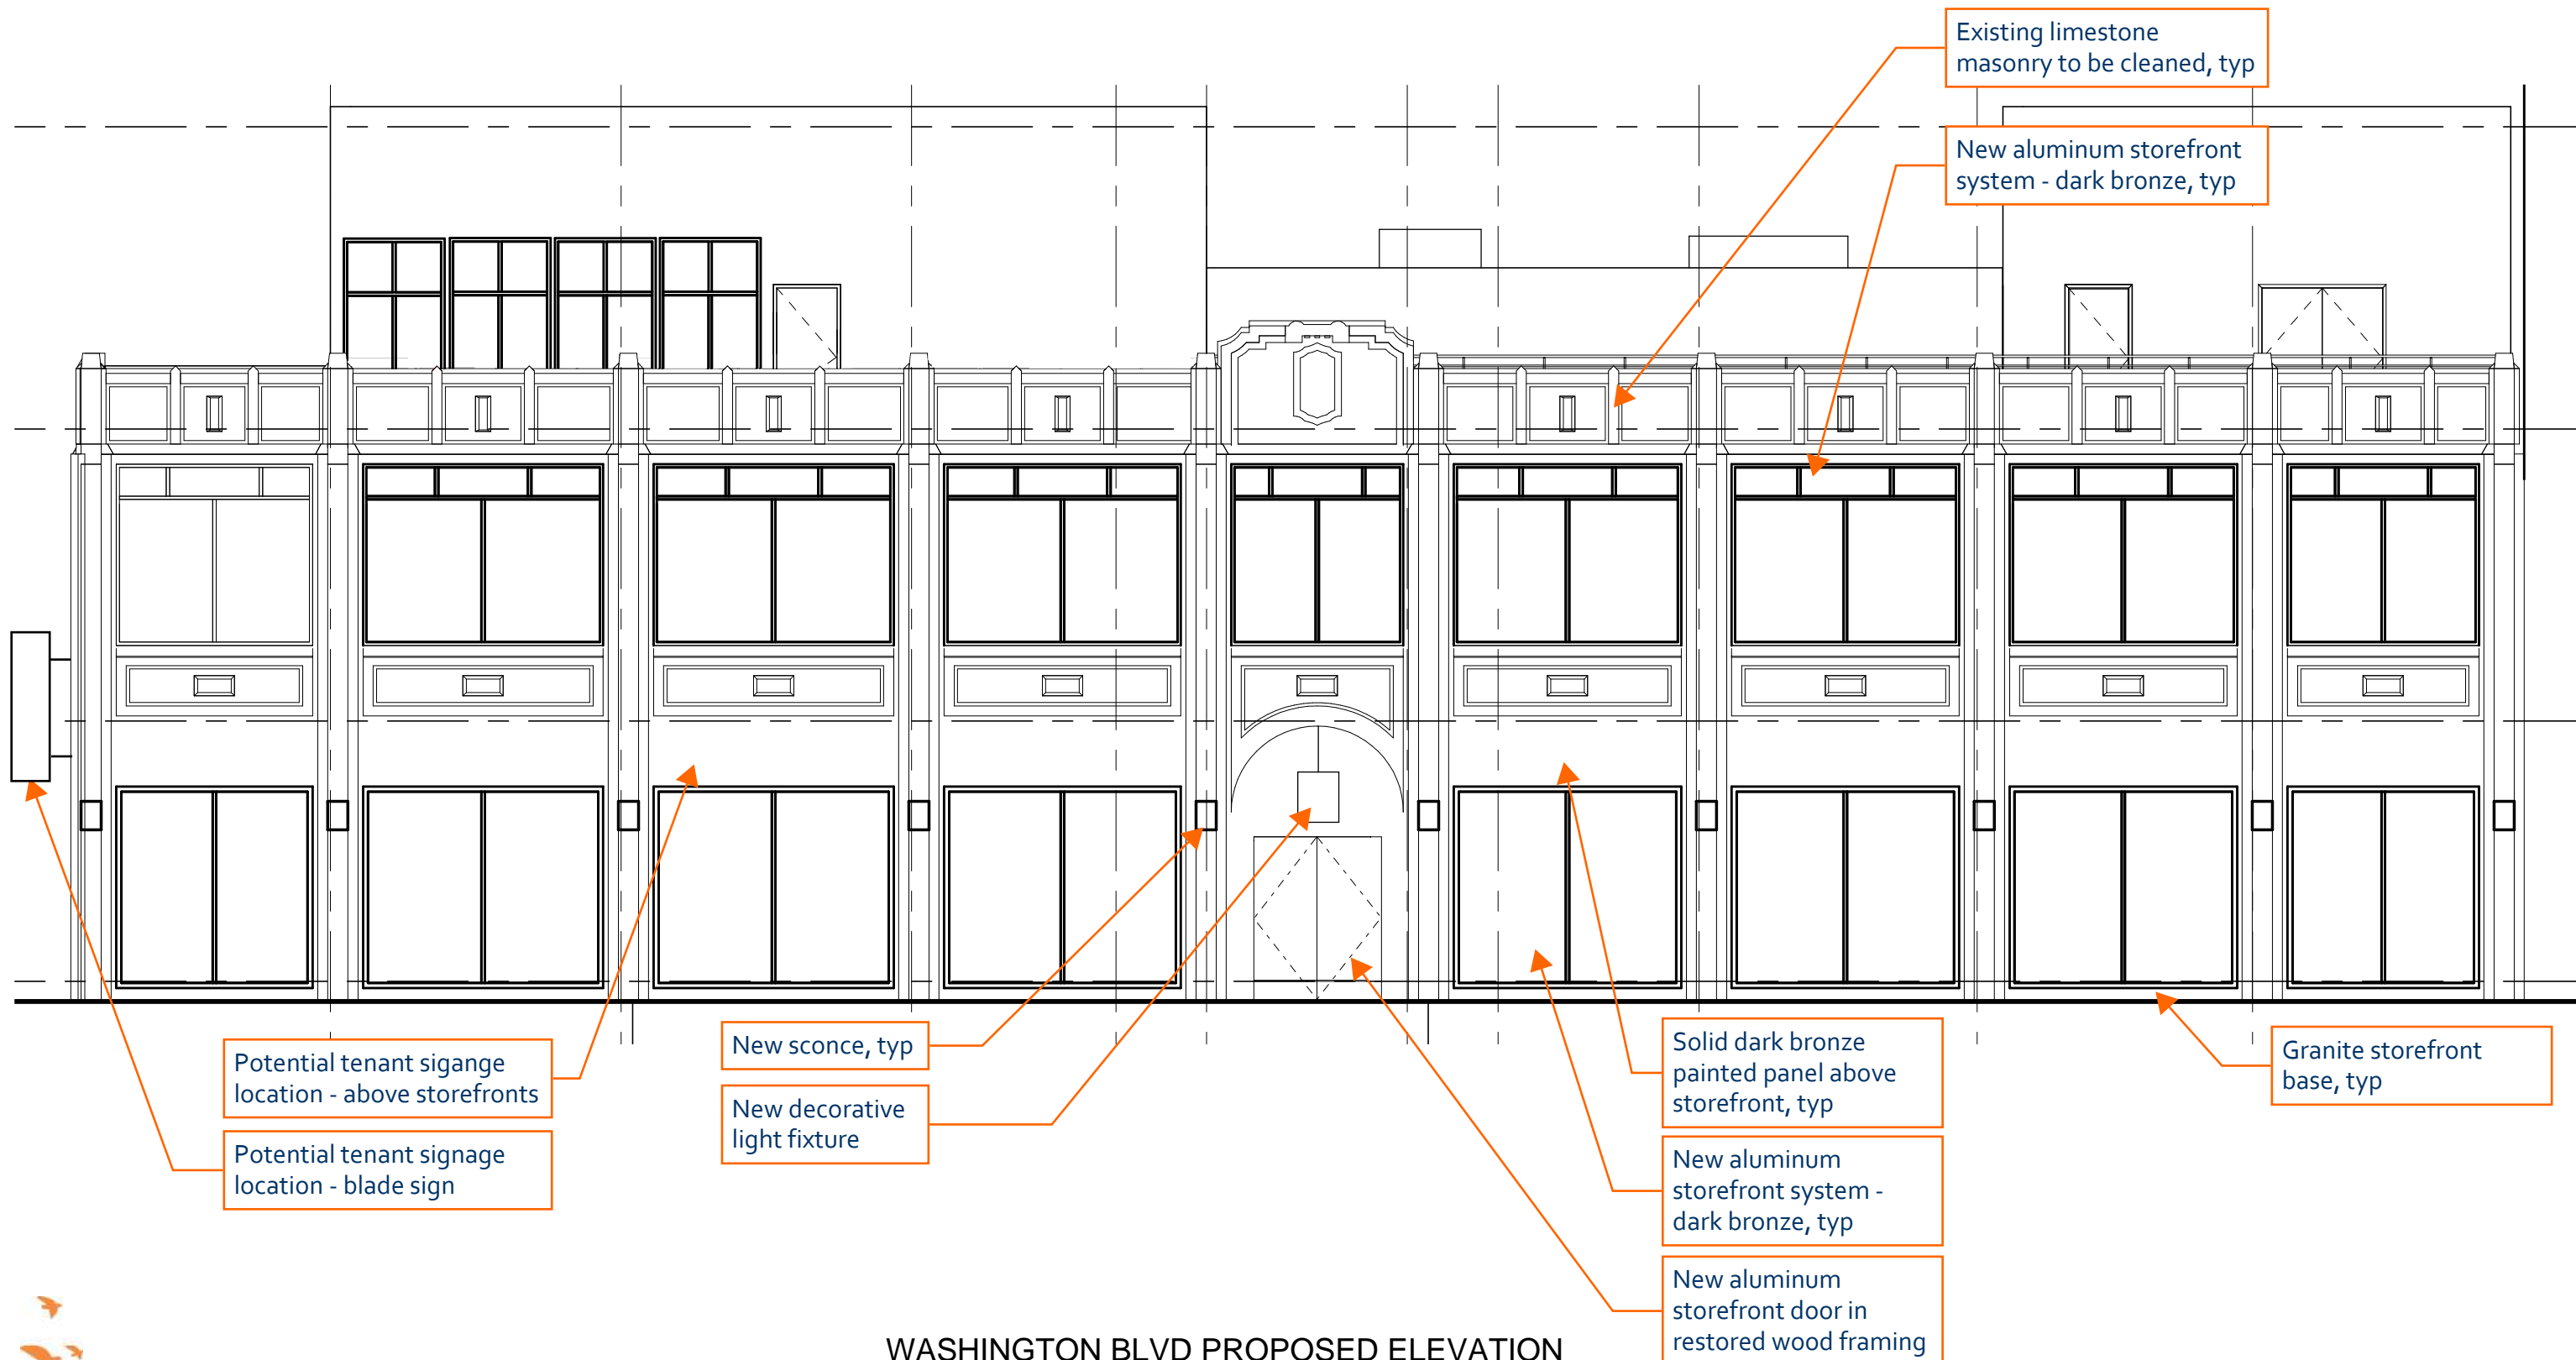 Existing limestone
masonry to be cleaned, typ
New aluminum storefront
system - dark bronze, typ
Potential tenant sigange
location - above storefronts
Potential tenant signage
location - blade sign
New sconce, typ
New decorative
light fixture
Solid dark bronze
painted panel above
storefront, typ
New aluminum
storefront system -
dark bronze, typ
New aluminum
storefront door in
restored wood framing
Granite storefront
base, typ
WASHINGTON BLVD PROPOSED ELEVATION